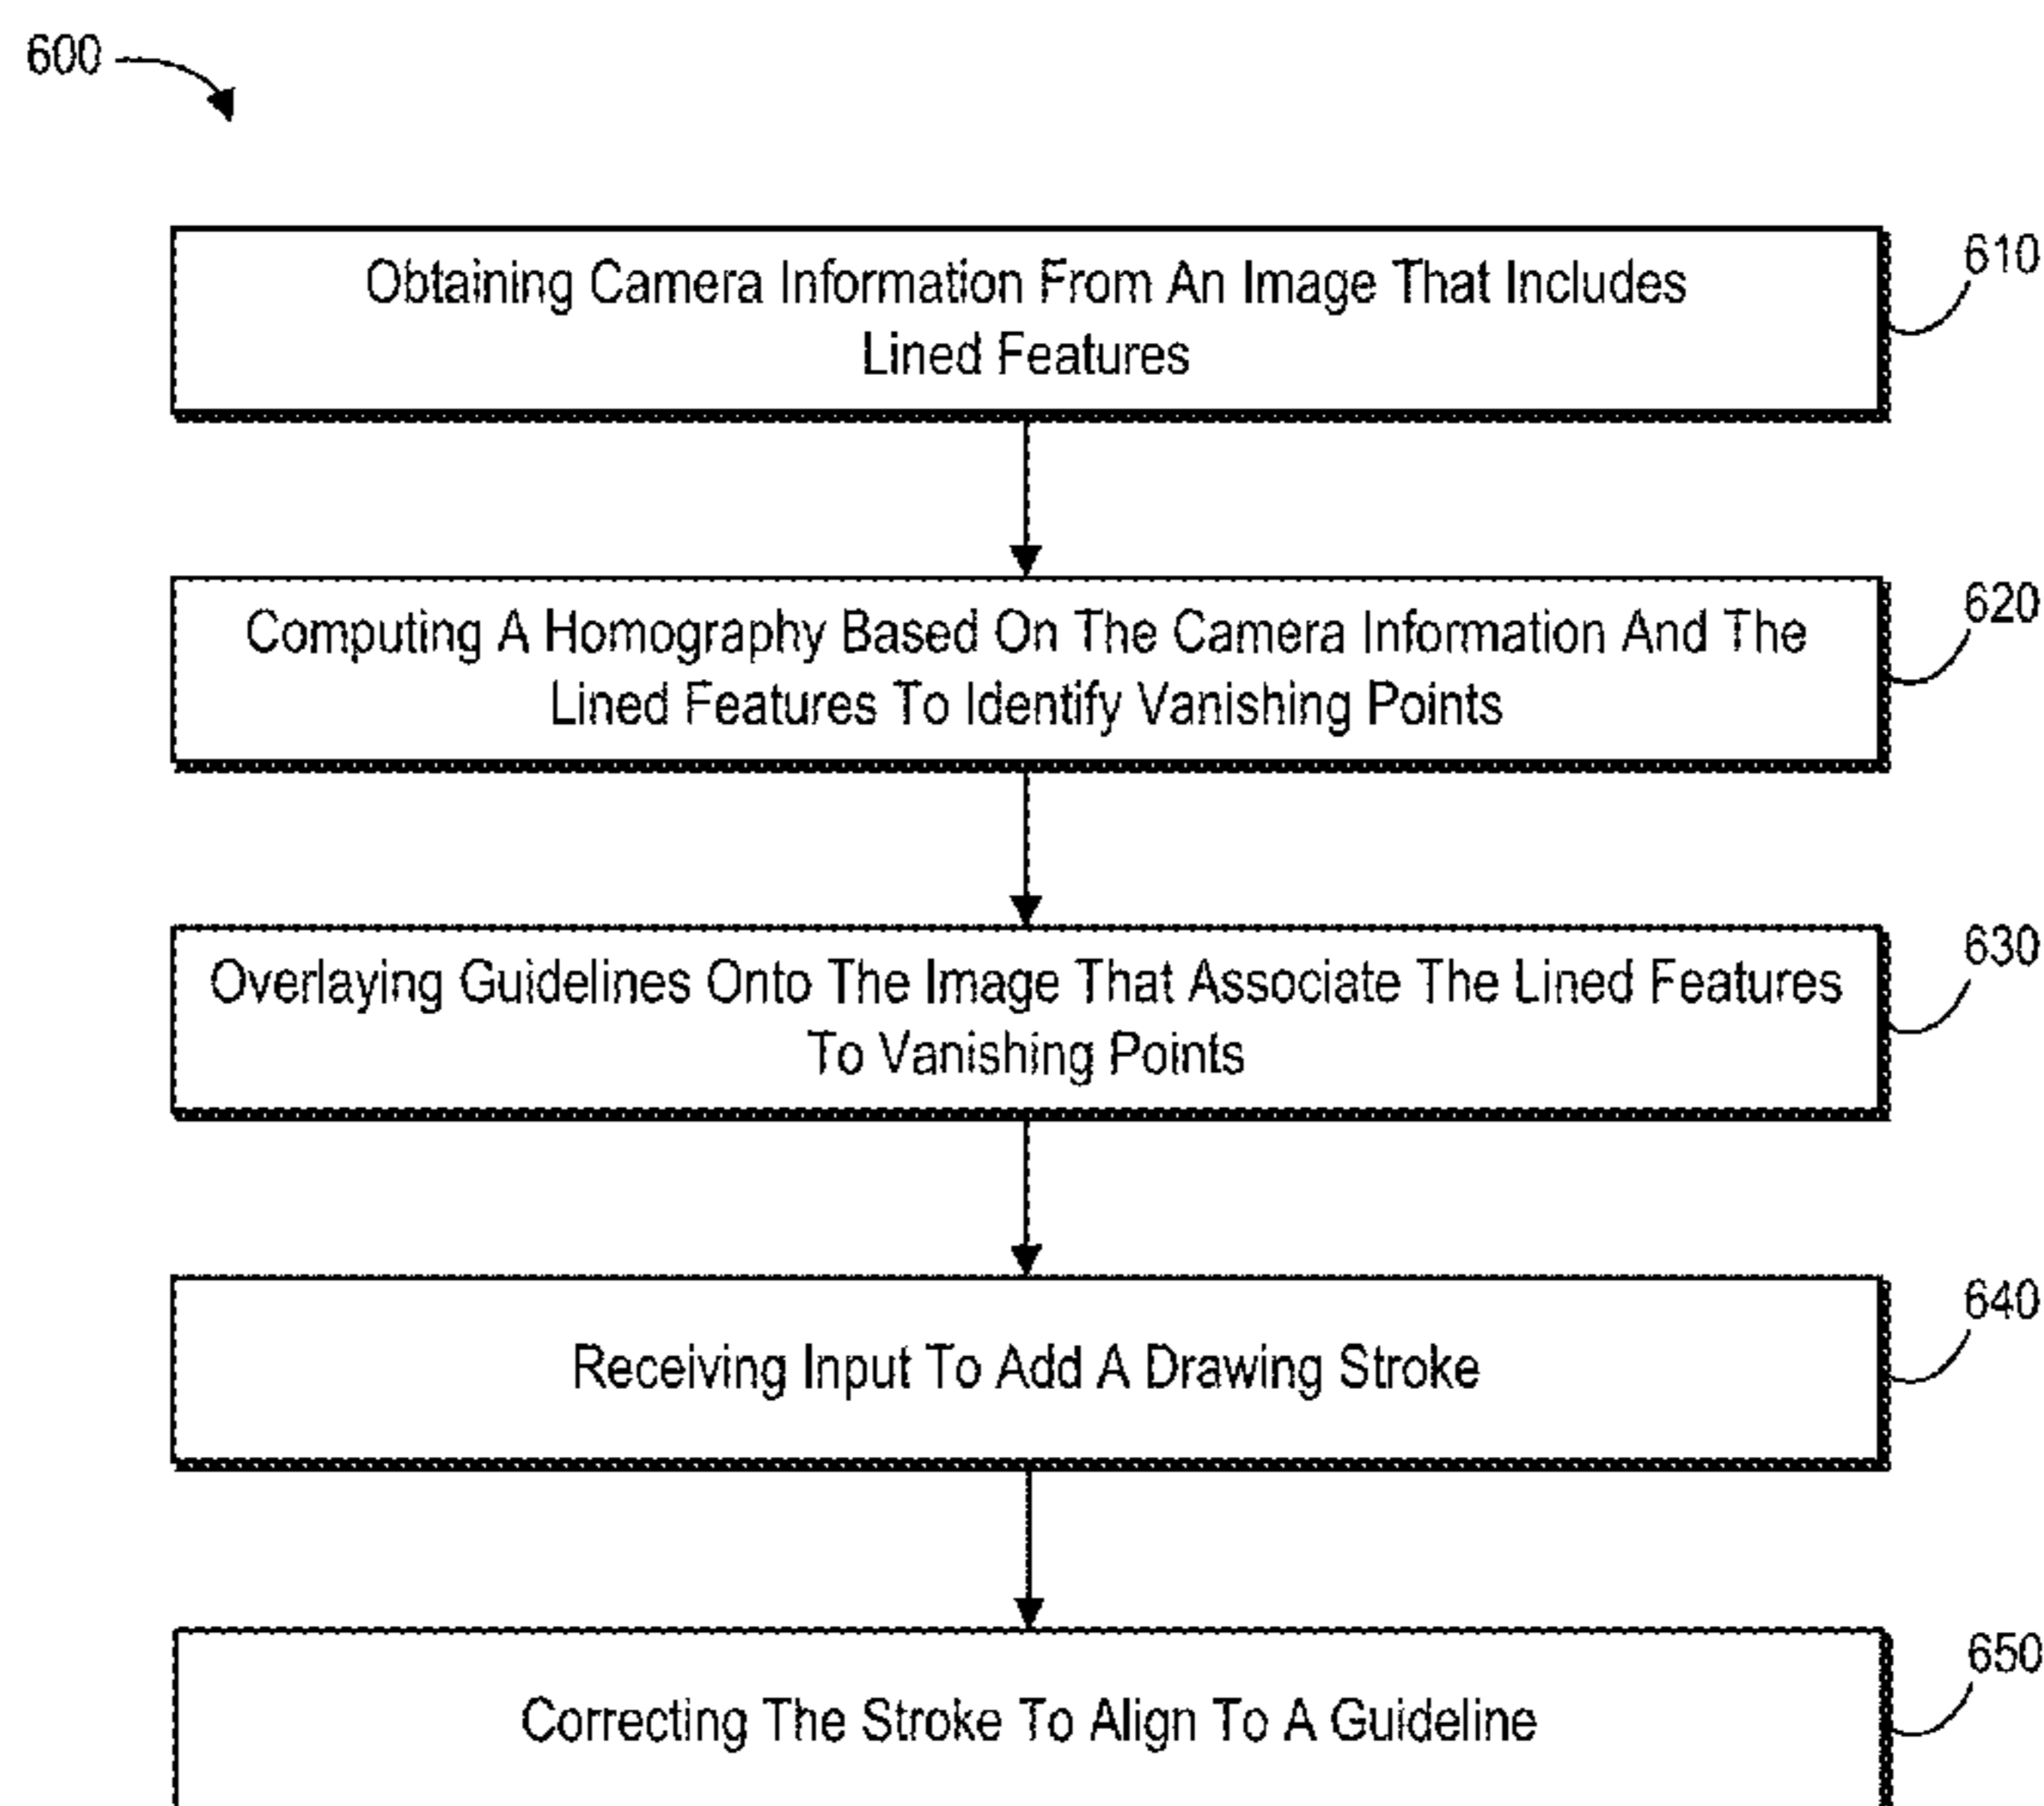 600
Obtaining Camera Information From An Image That Includes
Lined Features
610
Computing A Homography Based On The Camera Information And The
Lined Features To Identify Vanishing Points
620
Overlaying Guidelines Onto The Image That Associate The Lined Features
To Vanishing Points
630
Receiving Input To Add A Drawing Stroke
640
Correcting The Stroke To Align To A Guideline
650